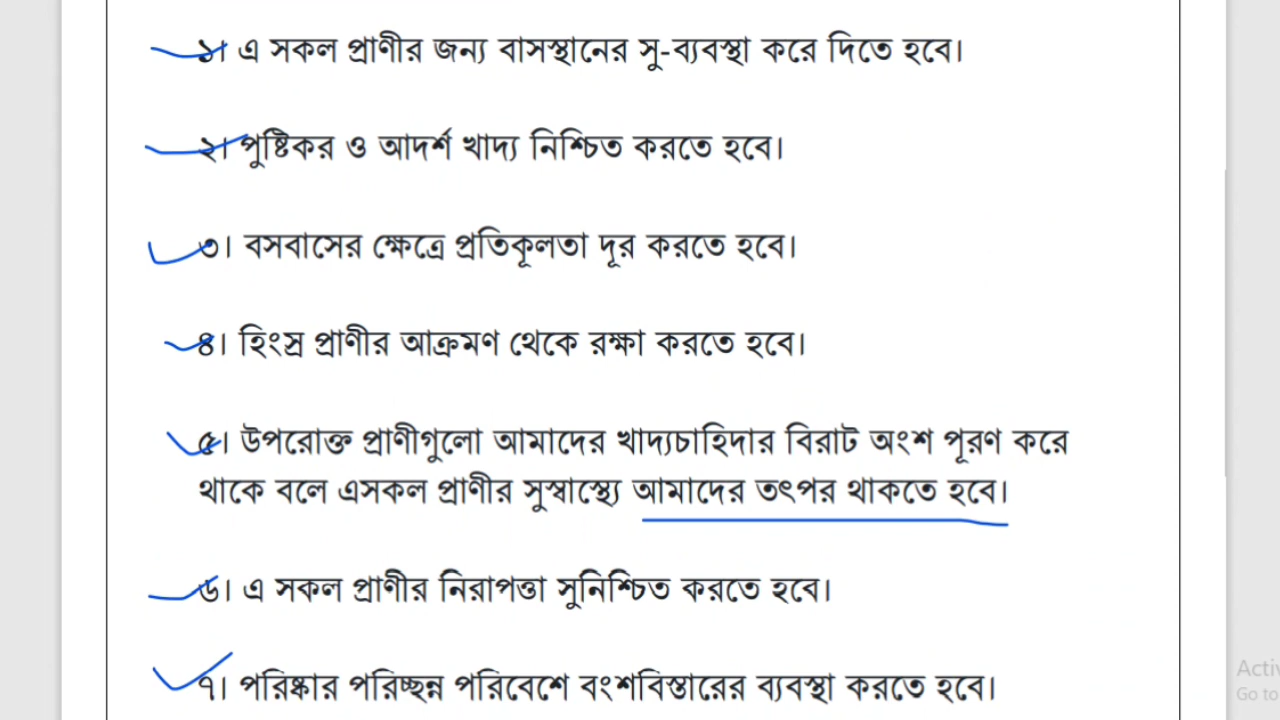 ১। এ সকল প্রাণীর জন্য বাসস্থানের সু-ব্যবস্থা করে দিতে হবে।
২। পুষ্টিকর ও আদর্শ খাদ্য নিশ্চিত করতে হবে।
৩। বসবাসের ক্ষেত্রে প্রতিকূলতা দূর করতে হবে।
৪। হিংস্র প্রাণীর আক্রমণ থেকে রক্ষা করতে হবে।
৫। উপরোক্ত প্রাণীগুলো আমাদের খাদ্যচাহিদার বিরাট অংশ পূরণ করে
থাকে বলে এসকল প্রাণীর সুস্বাস্থ্যে আমাদের তৎপর থাকতে হবে।
৬। এ সকল প্রাণীর নিরাপত্তা সুনিশ্চিত করতে হবে।
৭। পরিষ্কার পরিচ্ছন্ন পরিবেশে বংশবিস্তারের ব্যবস্থা করতে হবে।
Go to